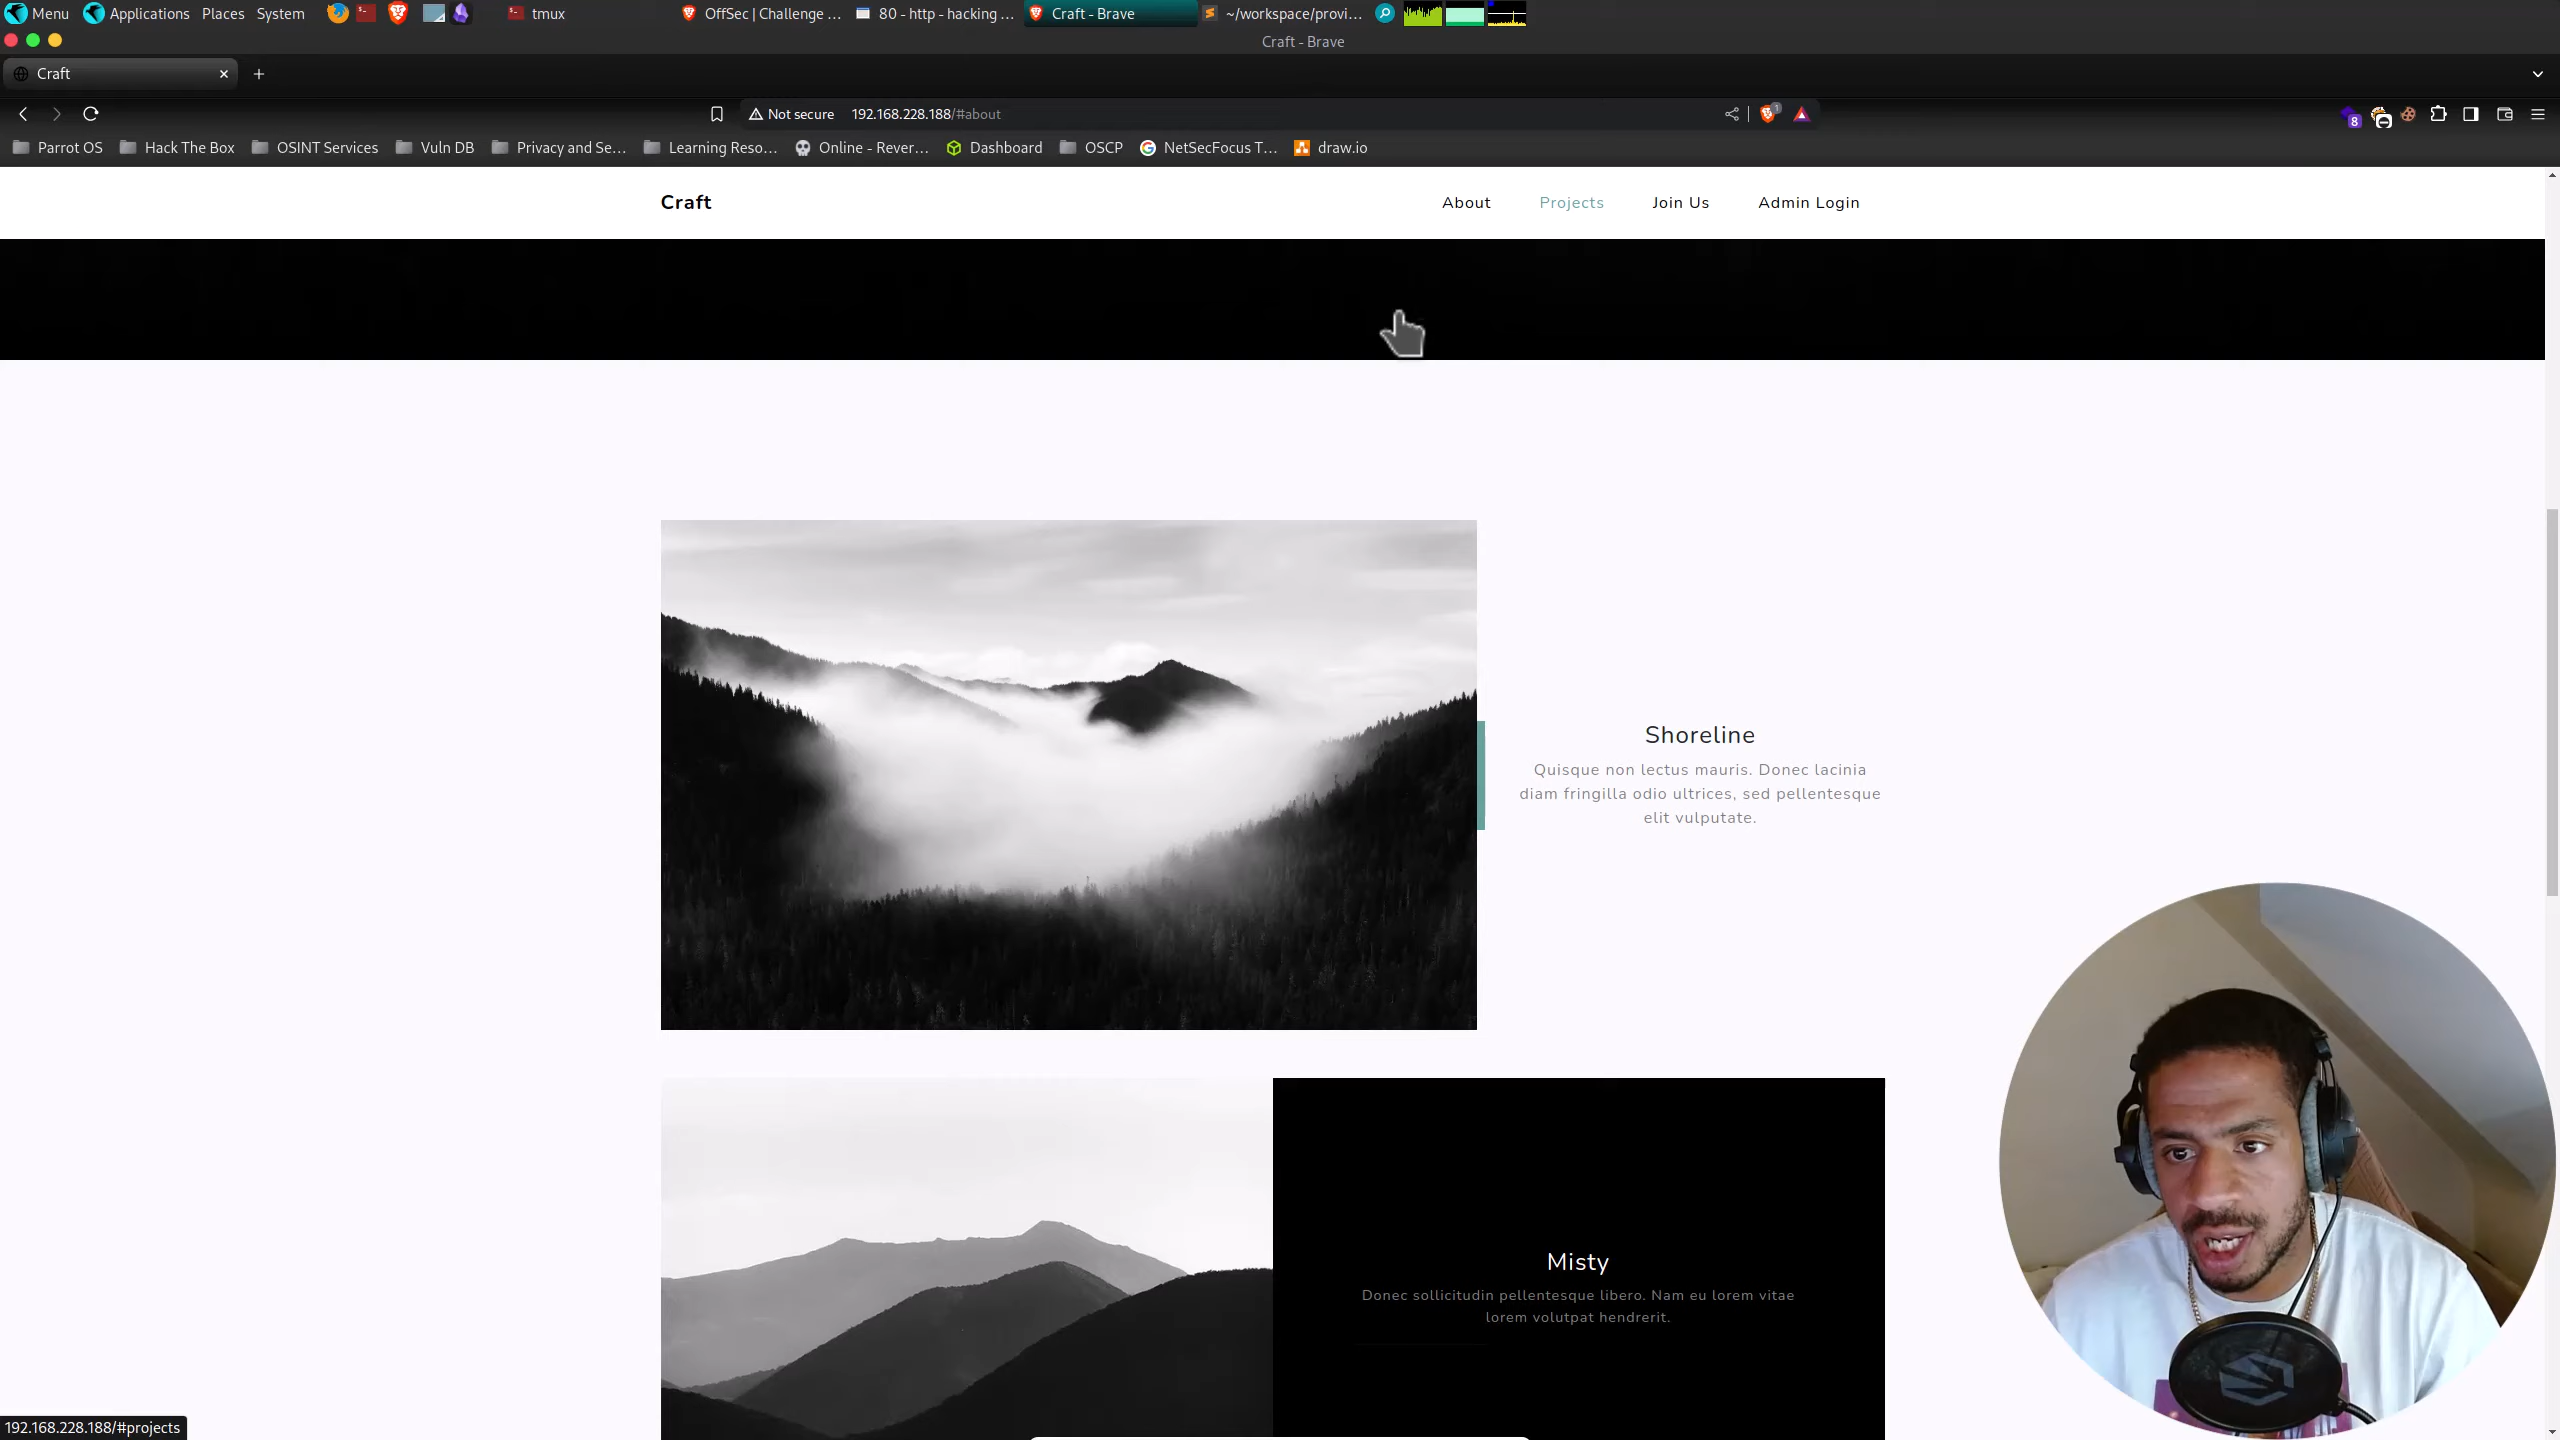 Menu Applications Places System tmux OffSec | Challenge ... 80 - http - hacking ... Craft - Brave ~/workspace/provi...
Craft - Brave
Craft
Not secure 192.168.228.188/#about
8 1
Parrot OS Hack The Box OSINT Services Vuln DB Privacy and Se... Learning Reso... Online - Rever... Dashboard OSCP NetSecFocus T... draw.io
Craft About Projects Join Us Admin Login
Shoreline
Quisque non lectus mauris. Donec lacinia
diam fringilla odio ultrices, sed pellentesque
elit vulputate.
Misty
Donec sollicitudin pellentesque libero. Nam eu lorem vitae
lorem volutpat hendrerit.
192.168.228.188/#projects